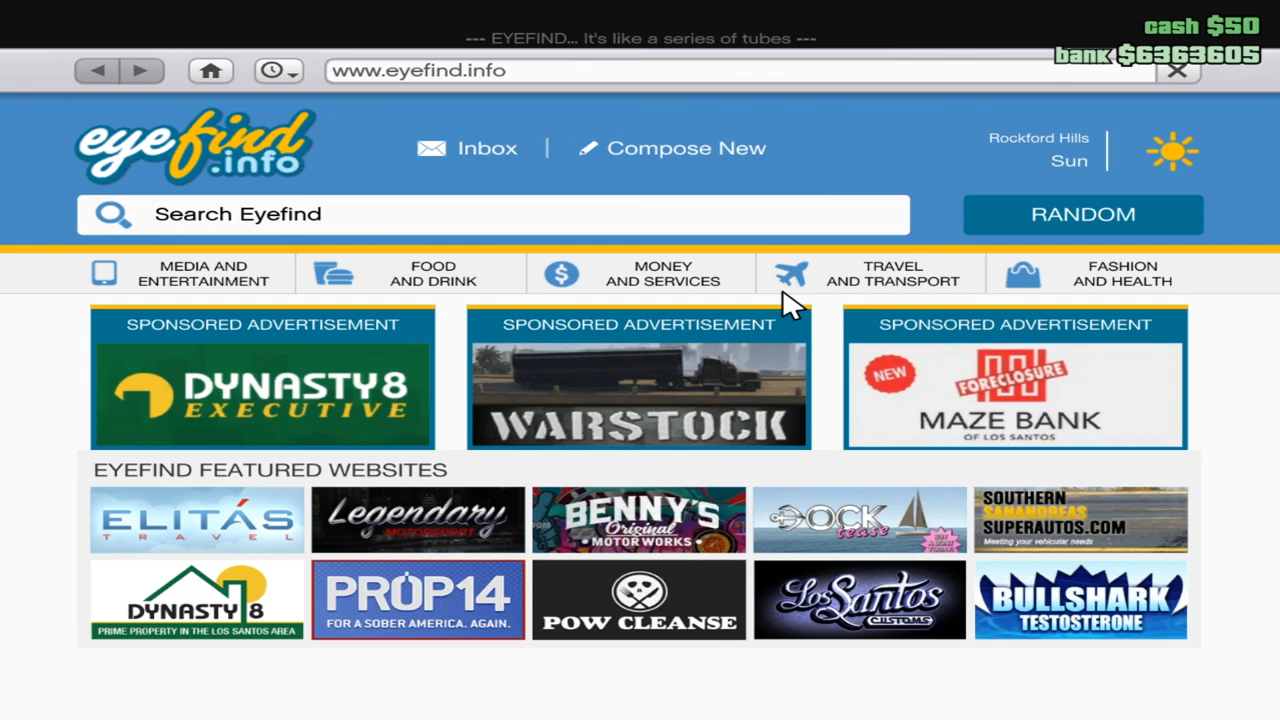 cash $50
--- EYEFIND... It's like a series of tubes ---
bank $6363605
www.eyefind.info
eyefind
.info
Inbox
Compose New
Rockford Hills
Sun
Search Eyefind
RANDOM
MEDIA AND
ENTERTAINMENT
FOOD
AND DRINK
MONEY
AND SERVICES
TRAVEL
AND TRANSPORT
FASHION
AND HEALTH
SPONSORED ADVERTISEMENT
DYNASTY8
EXECUTIVE
SPONSORED ADVERTISEMENT
WARSTOCK
SPONSORED ADVERTISEMENT
NEW
FORECLOSURE
MAZE BANK
OF LOS SANTOS
EYEFIND FEATURED WEBSITES
ELITÁS
TRAVEL
Legendary
MOTORSPORT
BENNY'S
Original
MOTORWORKS
DOCK
tease
SOUTHERN
SANANDREAS
SUPERAUTOS.COM
Meeting your vehicular needs
DYNASTY 8
PRIME PROPERTY IN THE LOS SANTOS AREA
PROP14
FOR A SOBER AMERICA. AGAIN.
POW CLEANSE
Los Santos
CUSTOMS
BULLSHARK
TESTOSTERONE